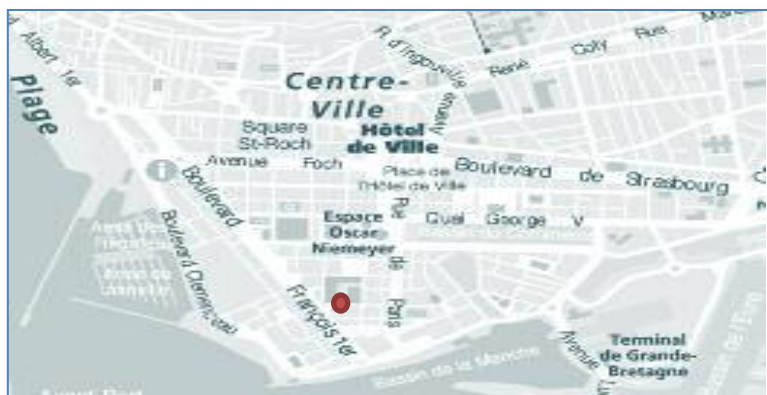 Albert 1er
Plage
R. d'Ingouville
René Coty Rue
Centre-
Ville
Avenue
Square
St-Roch
Hôtel
de Ville
Avenue Foch
Place de
l'Hôtel de Ville
Boulevard de Strasbourg
Boulevard
François 1er
Boulevard Clemenceau
Espace
Oscar
Niemeyer
Rue de Paris
Quai George V
Bassin de la Manche
Terminal
de Grande-
Bretagne
Avenue